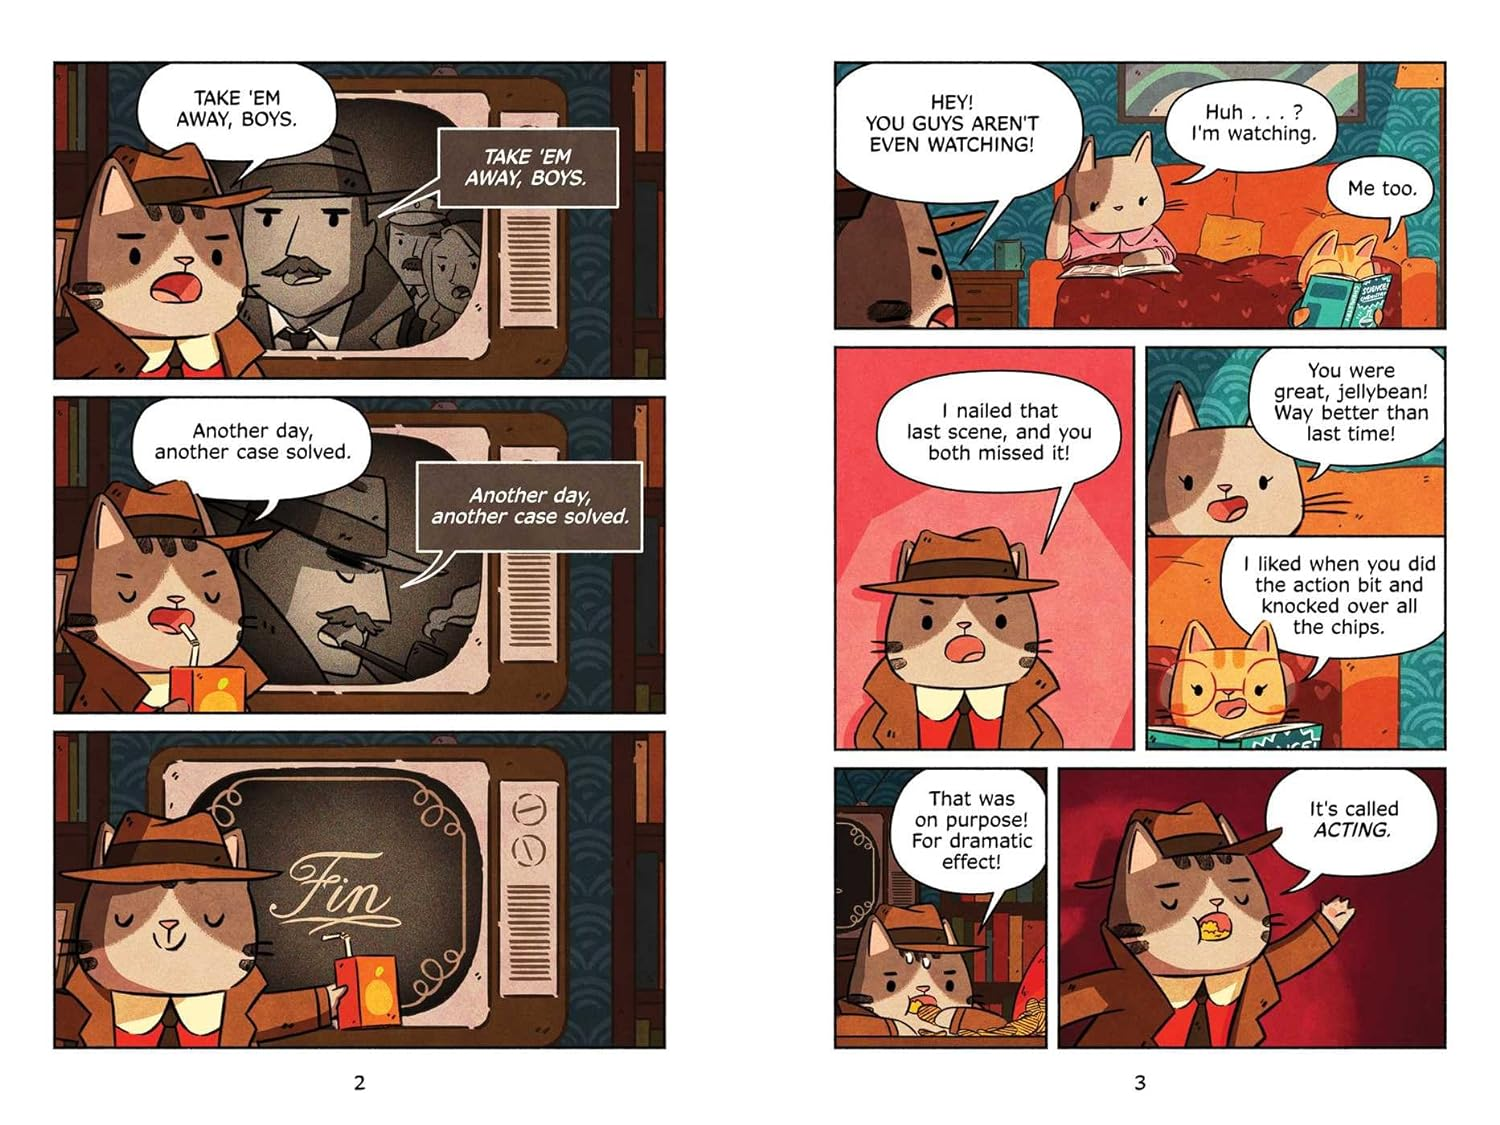 TAKE 'EM
AWAY, BOYS.
TAKE 'EM
AWAY, BOYS.
Another day,
another case solved.
Another day,
another case solved.
Fin
2
HEY!
YOU GUYS AREN'T
EVEN WATCHING!
Huh . . . ?
I'm watching.
Me too.
SCIENCE!
I nailed that
last scene, and you
both missed it!
You were
great, jellybean!
Way better than
last time!
I liked when you did
the action bit and
knocked over all
the chips.
That was
on purpose!
For dramatic
effect!
It's called
ACTING.
3